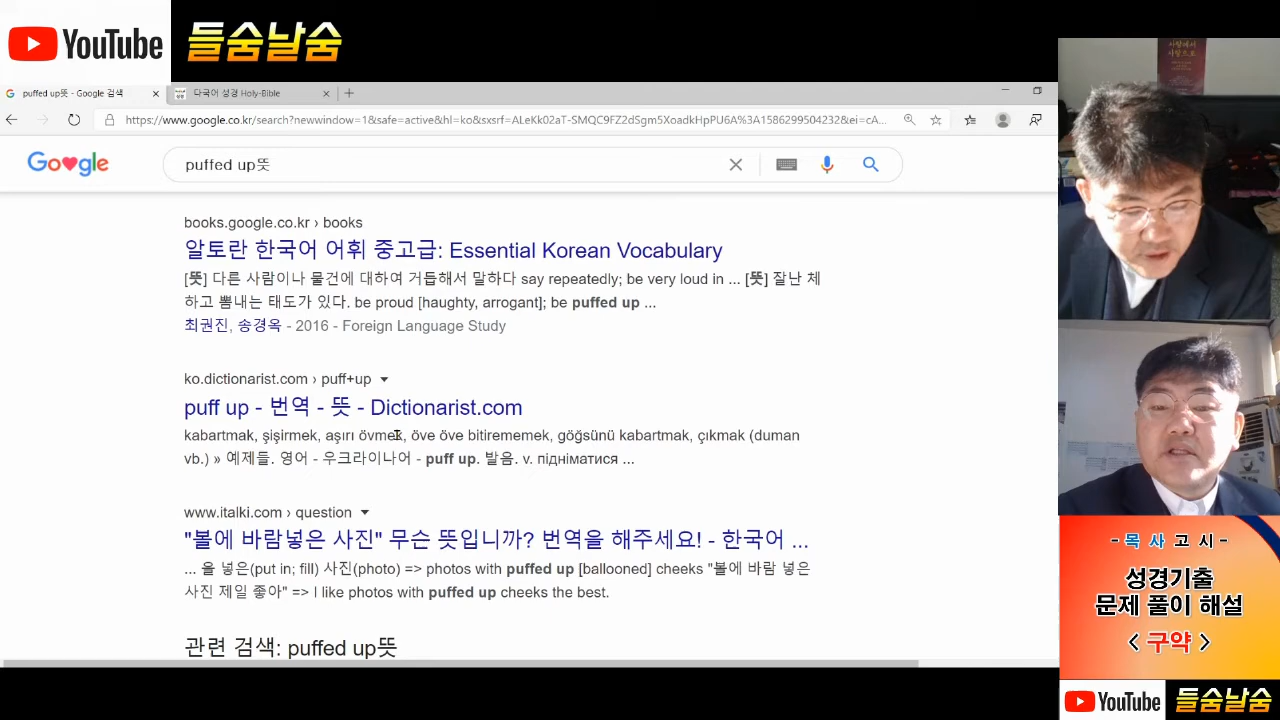 YouTube 들숨날숨
puffed up뜻 - Google 검색
다국어 성경 Holy-Bible
https://www.google.co.kr/search?newwindow=1&safe=active&hl=ko&sxsrf=ALeKk02aT-SMQC9FZ2dSgm5XoadkHpPU6A%3A1586299504232&ei=cA...
Google
puffed up뜻
books.google.co.kr › books
알토란 한국어 어휘 중고급: Essential Korean Vocabulary
[뜻] 다른 사람이나 물건에 대하여 거듭해서 말하다 say repeatedly; be very loud in ... [뜻] 잘난 체
하고 뽐내는 태도가 있다. be proud [haughty, arrogant]; be puffed up ...
최권진, 송경옥 - 2016 - Foreign Language Study
ko.dictionarist.com › puff+up
puff up - 번역 - 뜻 - Dictionarist.com
kabartmak, şişirmek, aşırı övmek, öve öve bitirememek, göğsünü kabartmak, çıkmak (duman
vb.) » 예제들. 영어 - 우크라이나어 - puff up. 발음. v. підніматися ...
www.italki.com › question
"볼에 바람넣은 사진" 무슨 뜻입니까? 번역을 해주세요! - 한국어 ...
... 을 넣은(put in; fill) 사진(photo) => photos with puffed up [ballooned] cheeks "볼에 바람 넣은
사진 제일 좋아" => I like photos with puffed up cheeks the best.
관련 검색: puffed up뜻
사랑에서
사랑으로
- 목 사 고 시 -
성경기출
문제 풀이 해설
< 구약 >
YouTube 들숨날숨